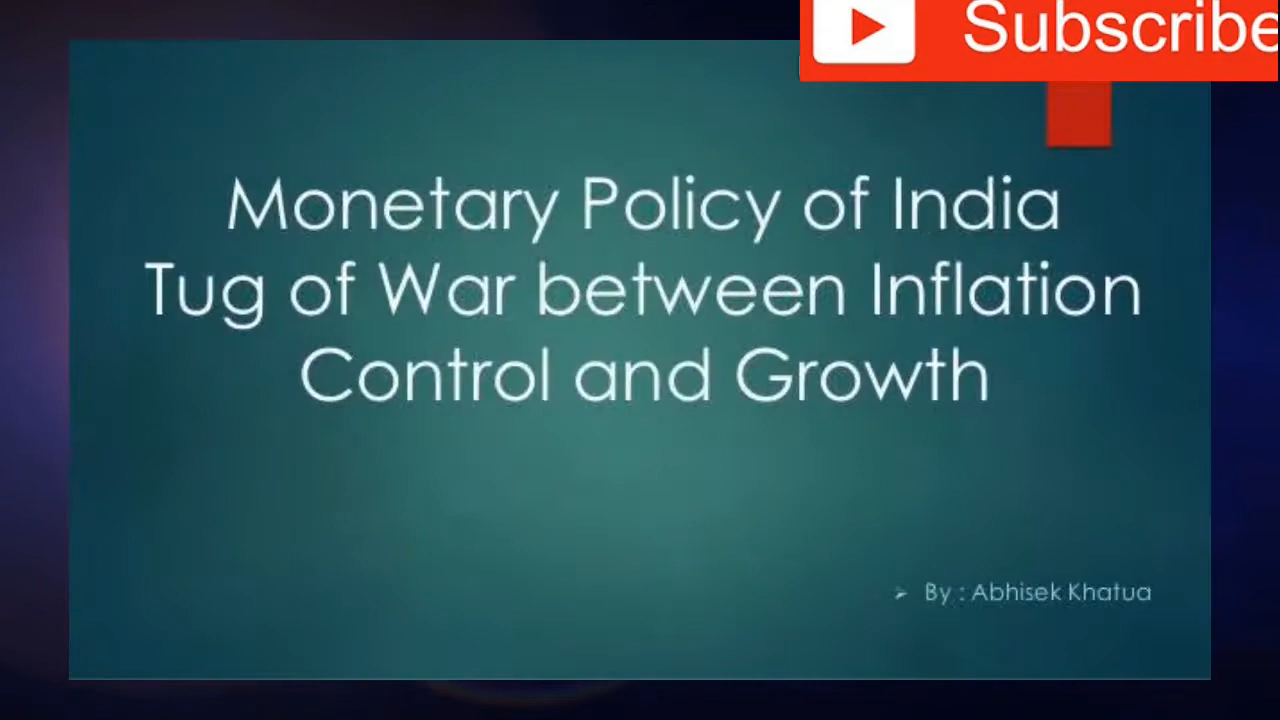 Subscribe
Monetary Policy of India
Tug of War between Inflation
Control and Growth
By : Abhisek Khatua